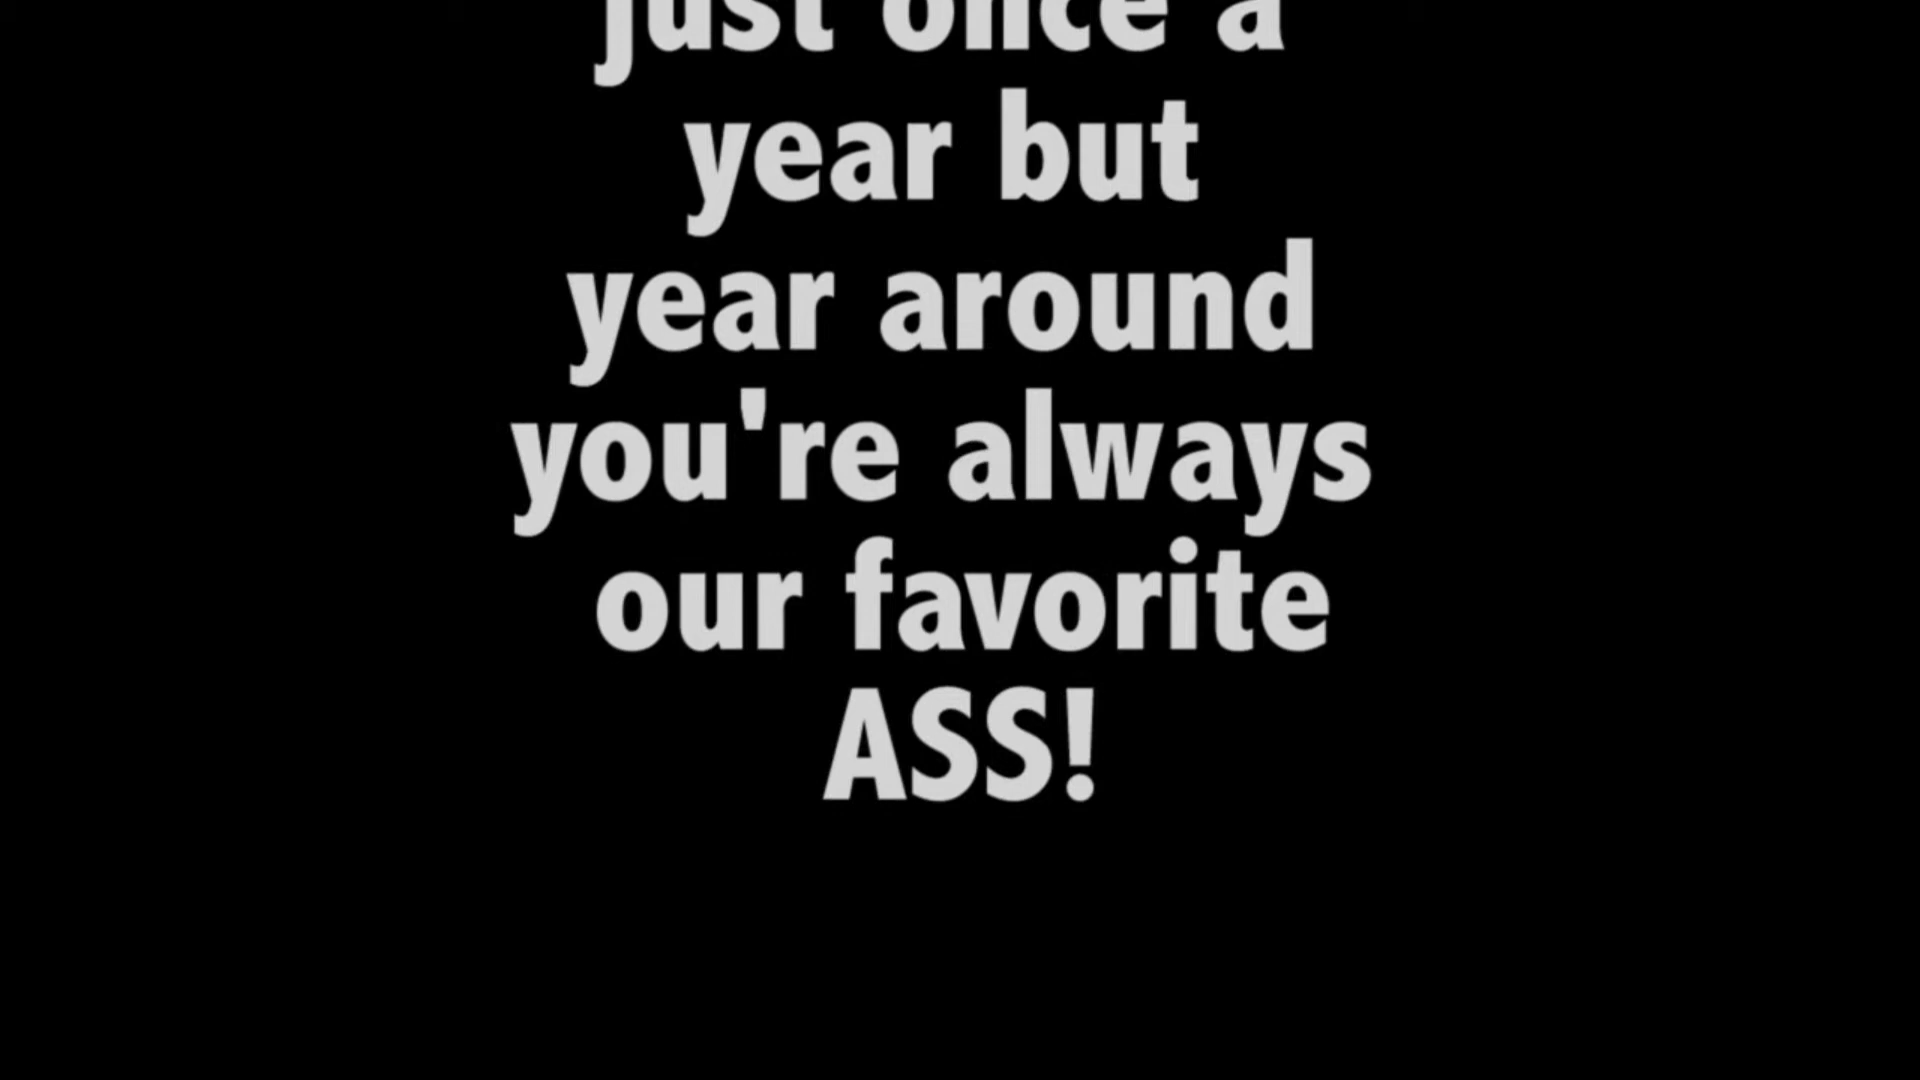 just once a
year but
year around
you're always
our favorite
ASS!